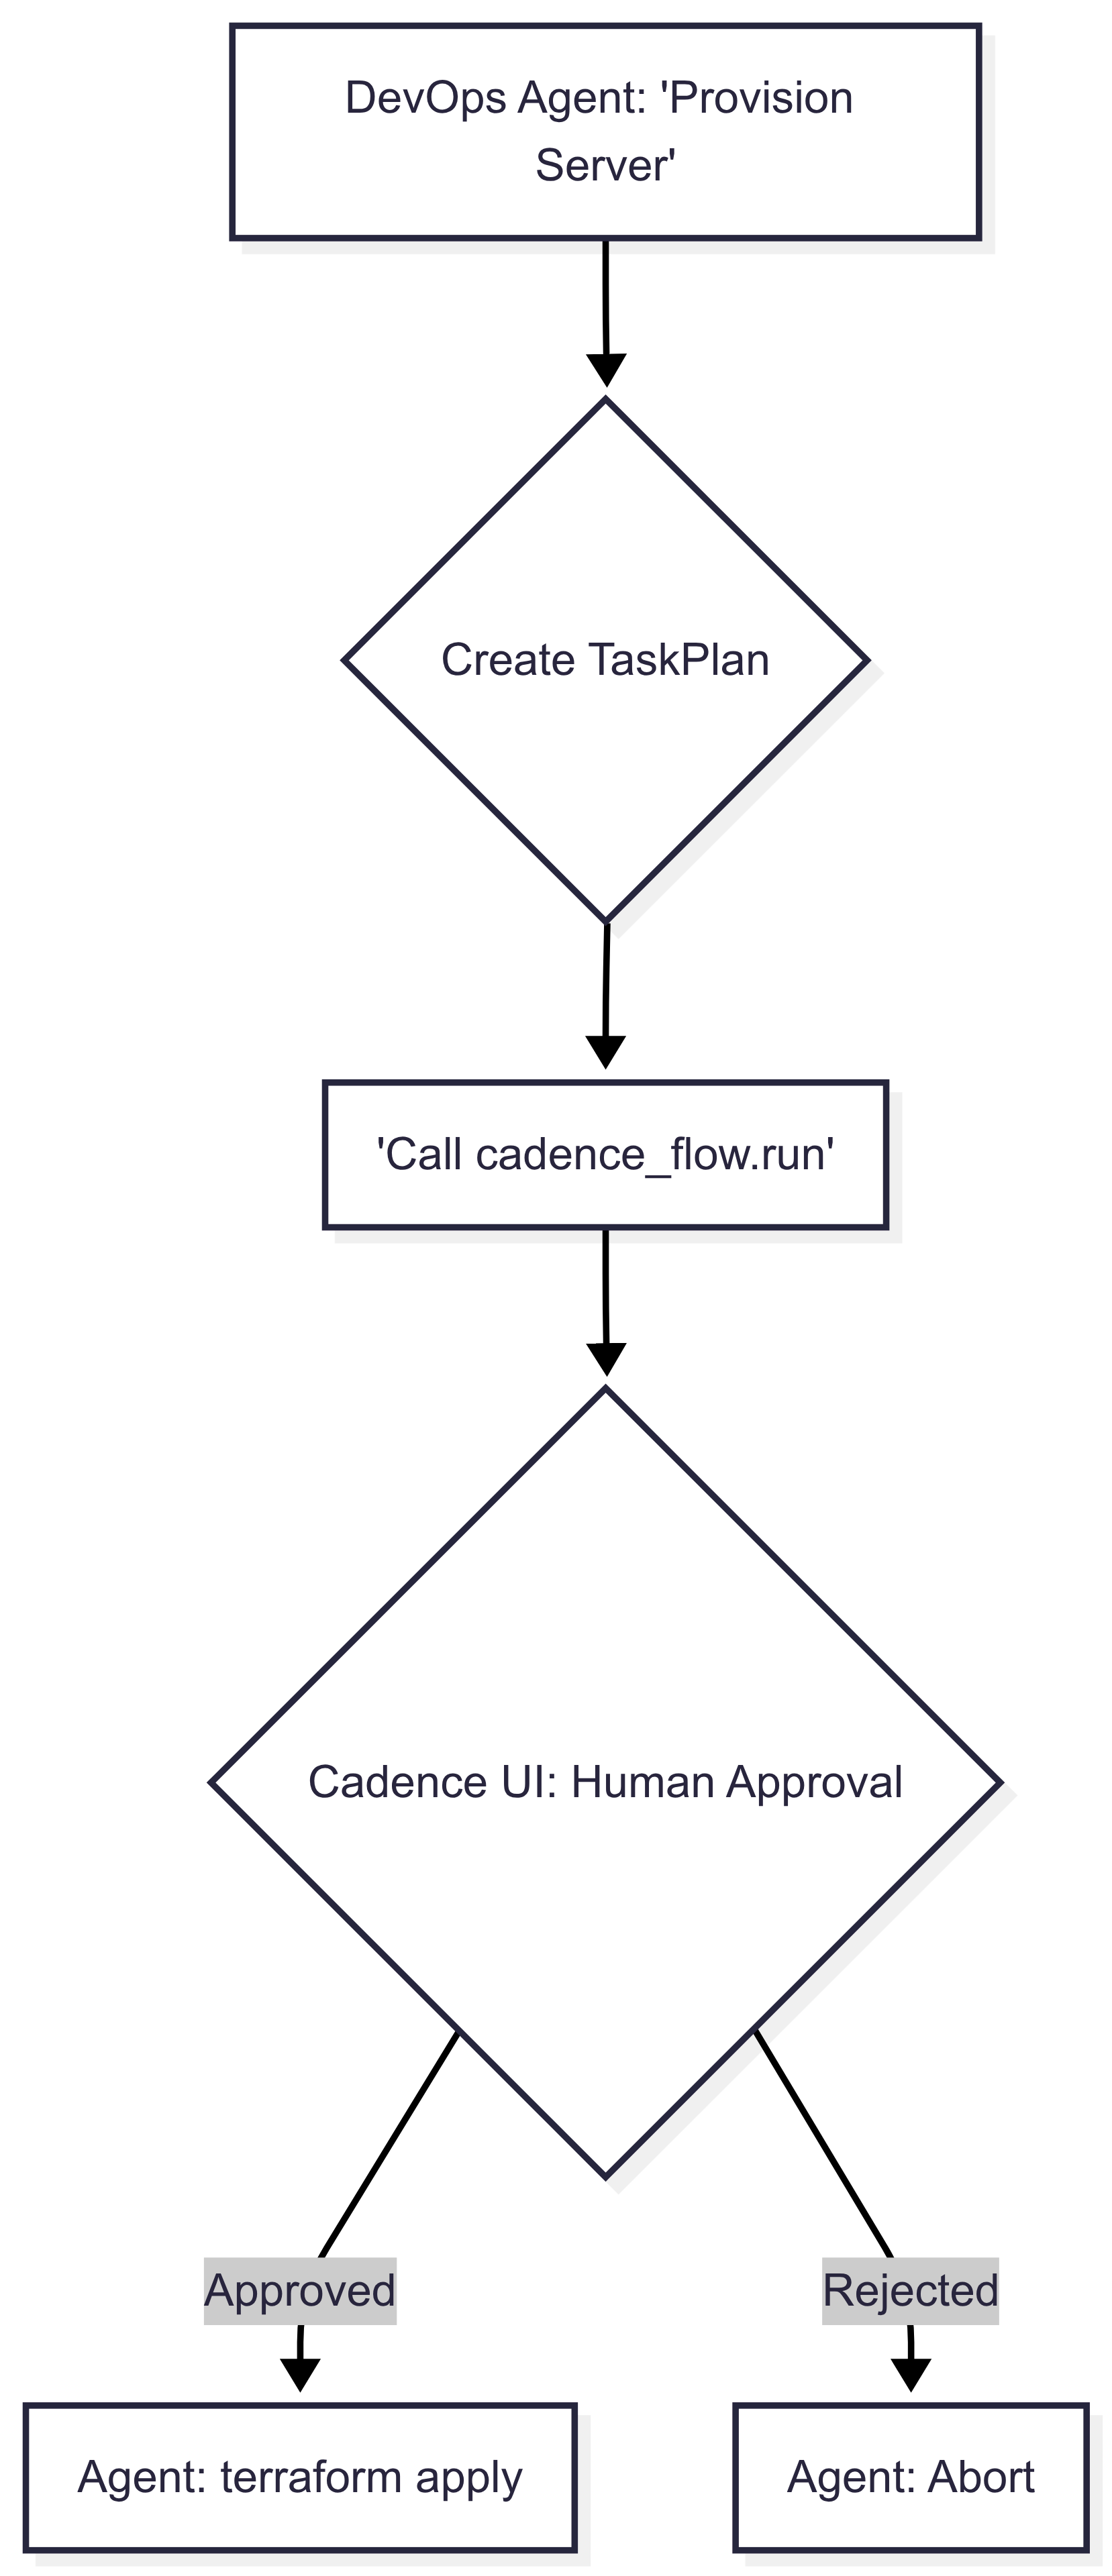 DevOps Agent: 'Provision
Server'
Create TaskPlan
'Call cadence_flow.run'
Cadence UI: Human Approval
Approved
Rejected
Agent: terraform apply
Agent: Abort